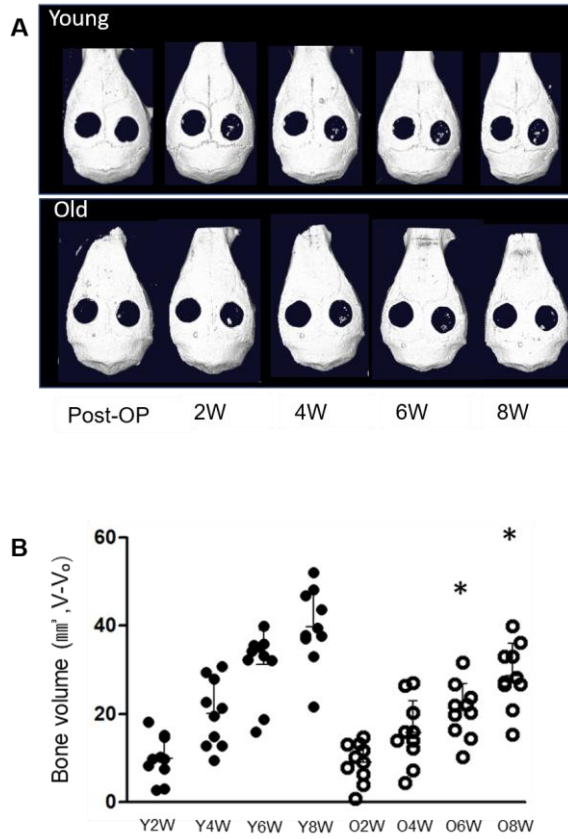 A
Young
Old
Post-OP 2W 4W 6W 8W
B
Bone volume (㎣, V-V₀)
60
40
20
0
*
*
Y2W Y4W Y6W Y8W O2W O4W O6W O8W